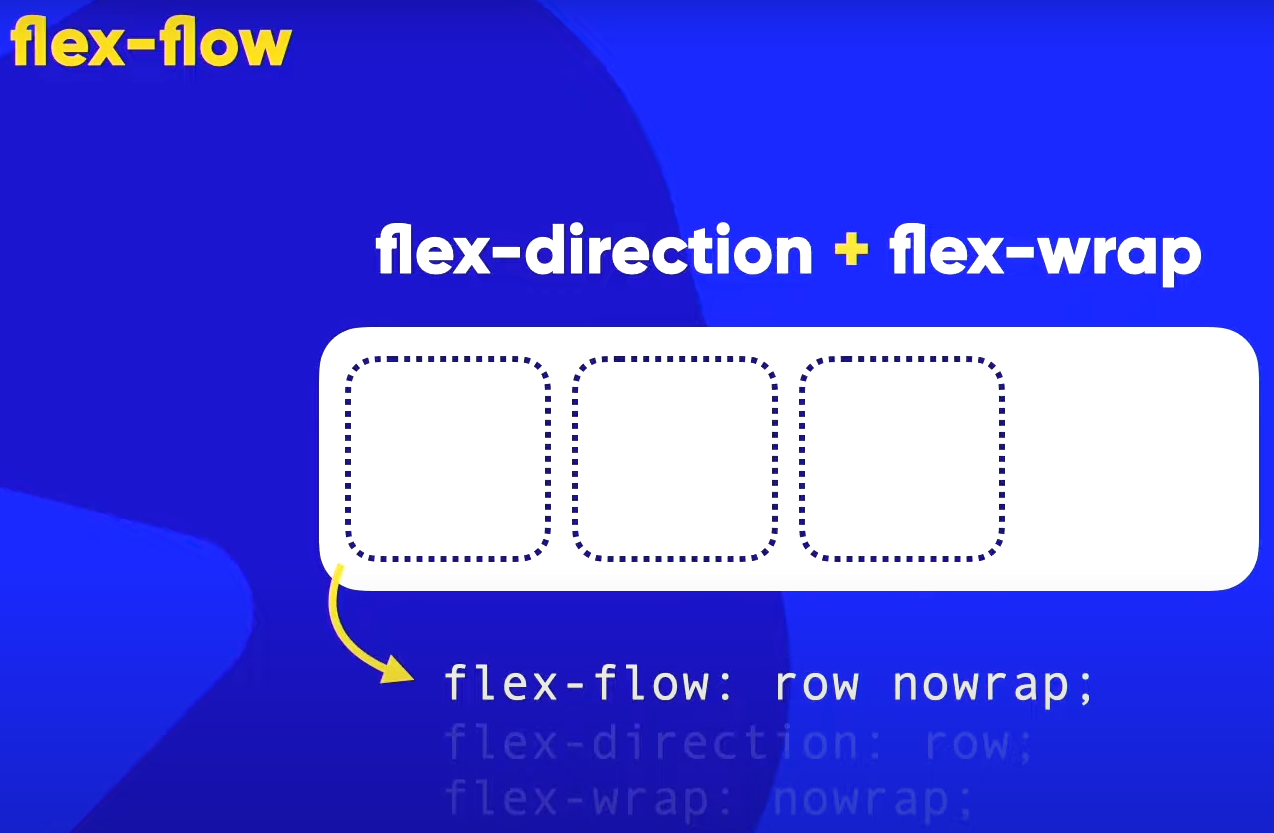 flex-flow
flex-direction + flex-wrap
flex-flow: row nowrap;
flex-direction: row;
flex-wrap: nowrap;